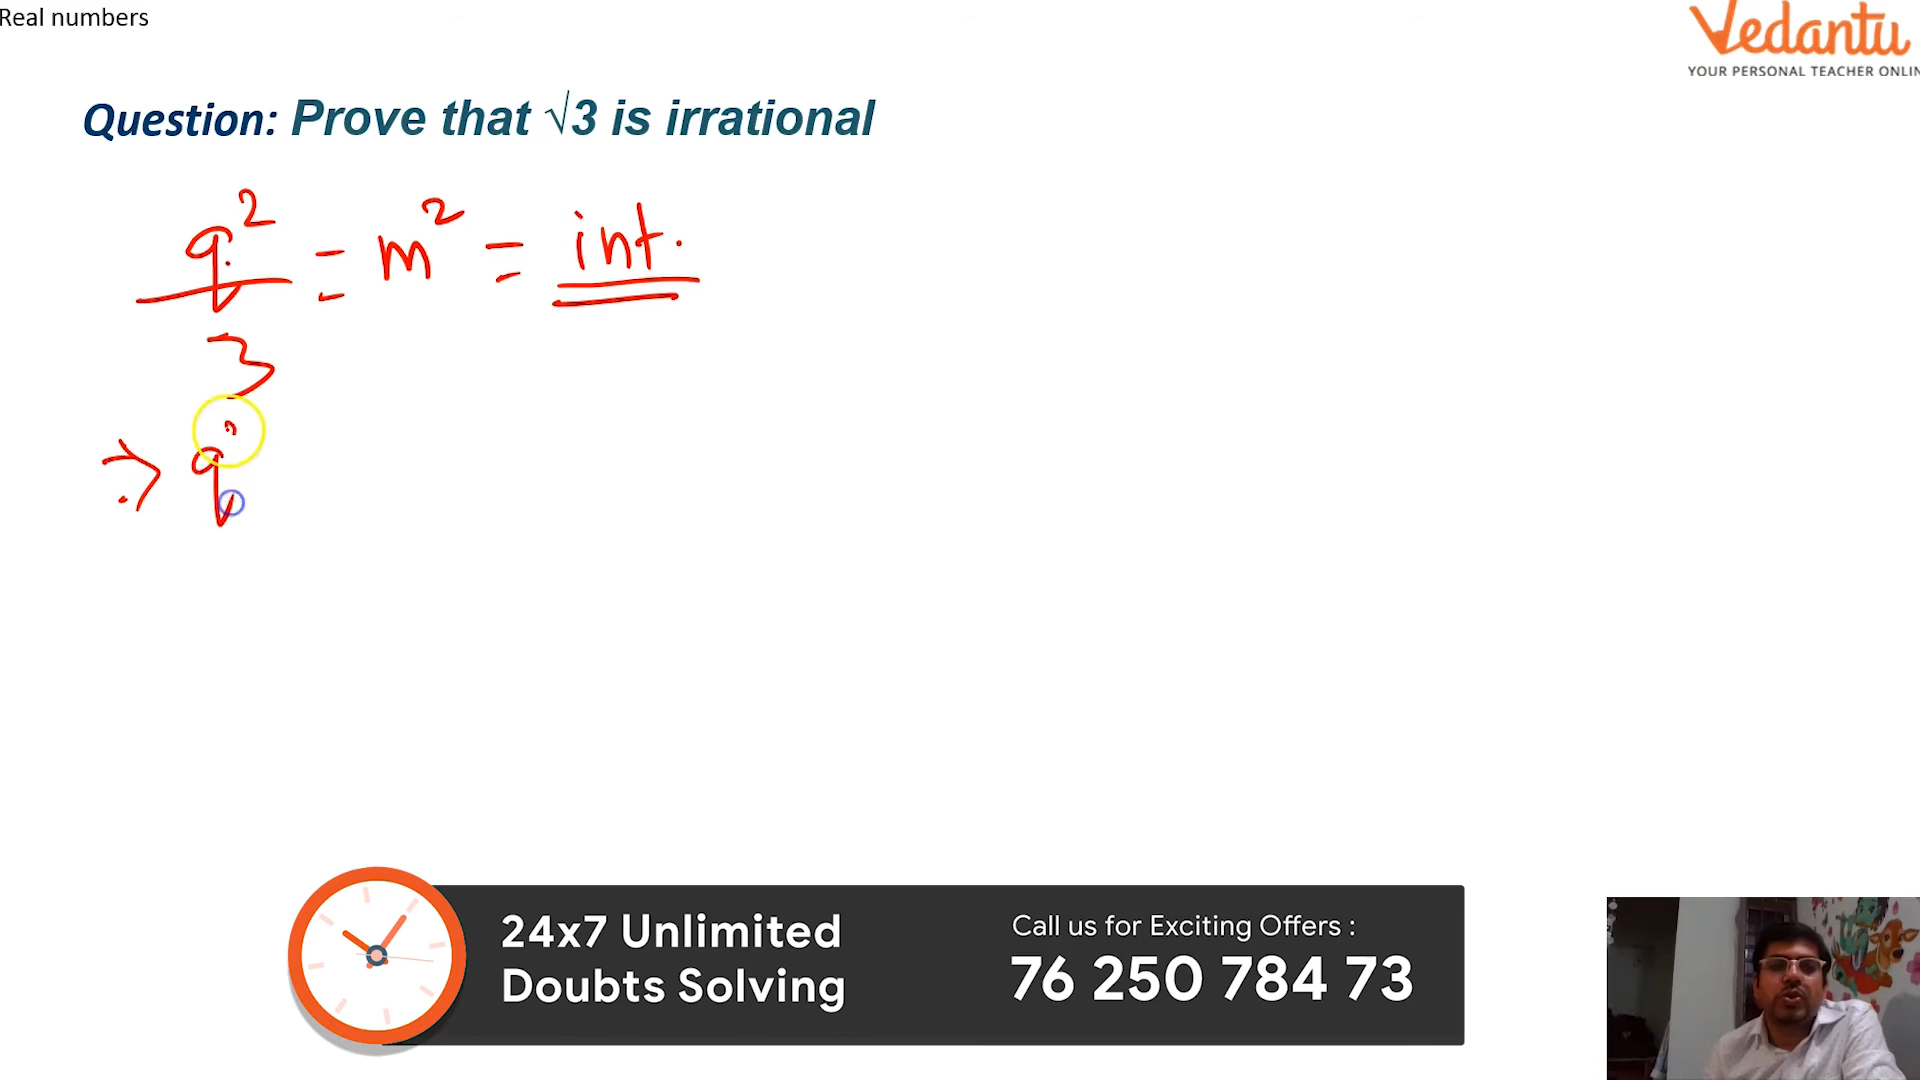 Real numbers
Vedantu
YOUR PERSONAL TEACHER ONLIN
Question: Prove that √3 is irrational
q² = m² = int.
3
⇒ q
24x7 Unlimited
Doubts Solving
Call us for Exciting Offers :
76 250 784 73